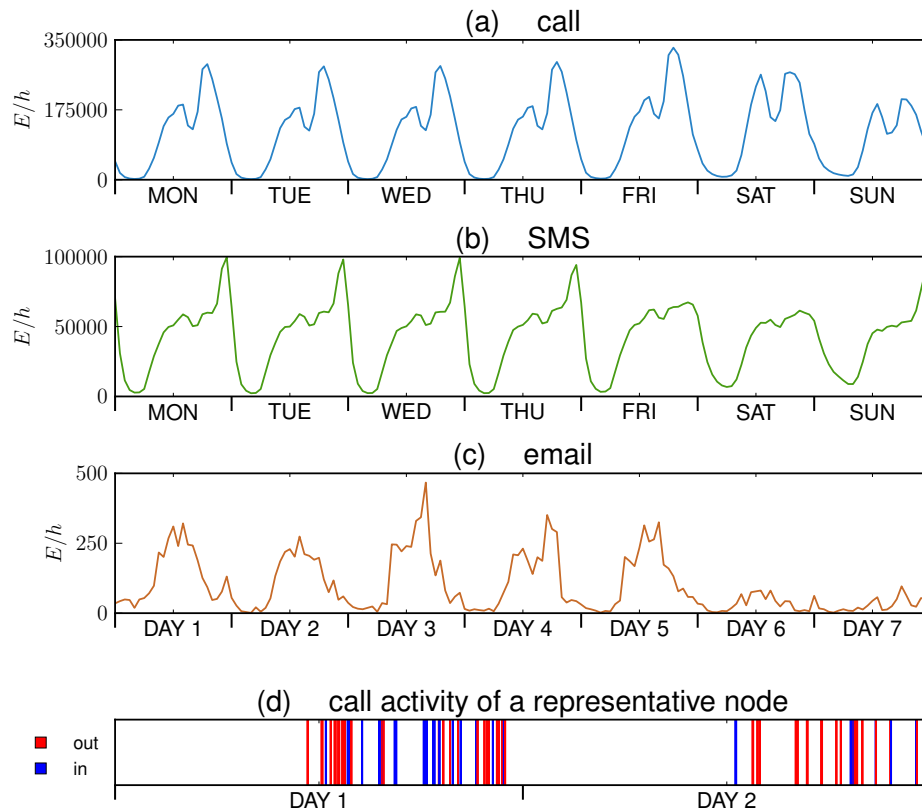 (a) call
350000
175000
0
E/h
MON TUE WED THU FRI SAT SUN
(b) SMS
100000
50000
0
E/h
MON TUE WED THU FRI SAT SUN
(c) email
500
250
0
E/h
DAY 1 DAY 2 DAY 3 DAY 4 DAY 5 DAY 6 DAY 7
(d) call activity of a representative node
out
in
DAY 1 DAY 2